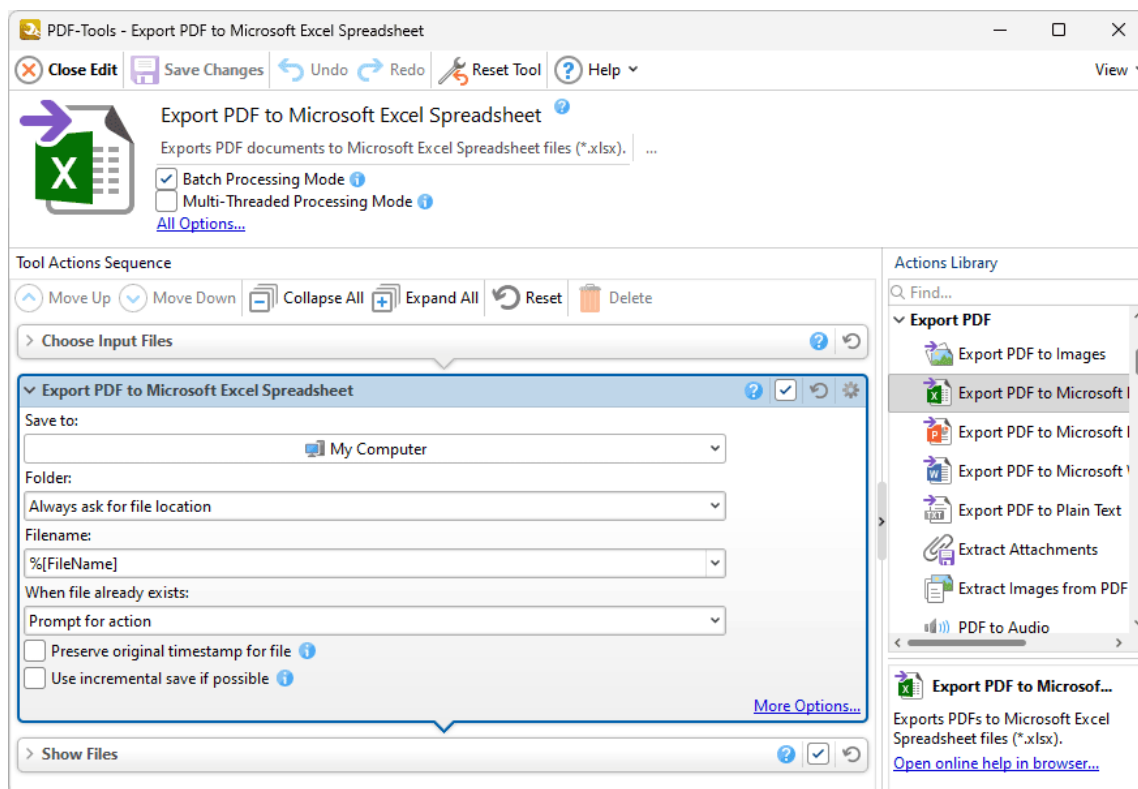 PDF-Tools - Export PDF to Microsoft Excel Spreadsheet
Close Edit Save Changes Undo Redo Reset Tool ? Help View
Export PDF to Microsoft Excel Spreadsheet ?
Exports PDF documents to Microsoft Excel Spreadsheet files (*.xlsx). ...
Batch Processing Mode i
Multi-Threaded Processing Mode i
All Options...
Tool Actions Sequence
Move Up Move Down Collapse All Expand All Reset Delete
Choose Input Files ?
Export PDF to Microsoft Excel Spreadsheet ?
Save to:
My Computer
Folder:
Always ask for file location
Filename:
%[FileName]
When file already exists:
Prompt for action
Preserve original timestamp for file i
Use incremental save if possible i
More Options...
Show Files ?
Actions Library
Find...
Export PDF
Export PDF to Images
X Export PDF to Microsoft
P Export PDF to Microsoft
W Export PDF to Microsoft
TXT Export PDF to Plain Text
Extract Attachments
Extract Images from PDF
PDF to Audio
X Export PDF to Microsof...
Exports PDFs to Microsoft Excel
Spreadsheet files (*.xlsx).
Open online help in browser...